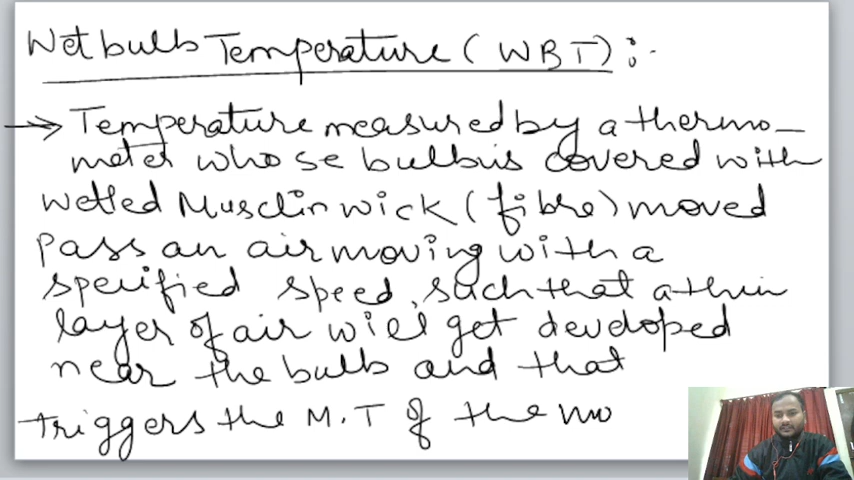 Wet bulb Temperature (WBT) :-
→ Temperature measured by a thermo-
meter whose bulb is covered with
wetted Musclin wick (fibre) moved
pass an air moving with a
specified speed, such that a thin
layer of air will get developed
near the bulb and that
triggers the M.T of the mo